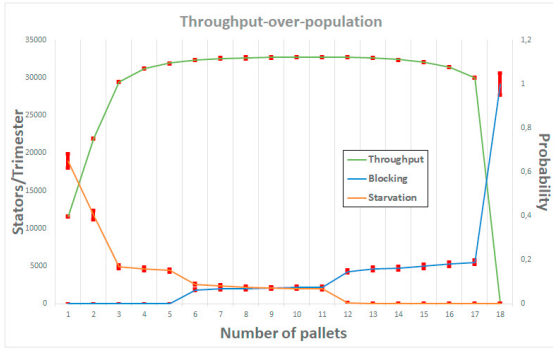 Throughput-over-population
35000
30000
25000
20000
15000
10000
5000
0
Stators/Trimester
1,2
1
0,8
0,6
0,4
0,2
0
Probability
Throughput
Blocking
Starvation
1 2 3 4 5 6 7 8 9 10 11 12 13 14 15 16 17 18
Number of pallets